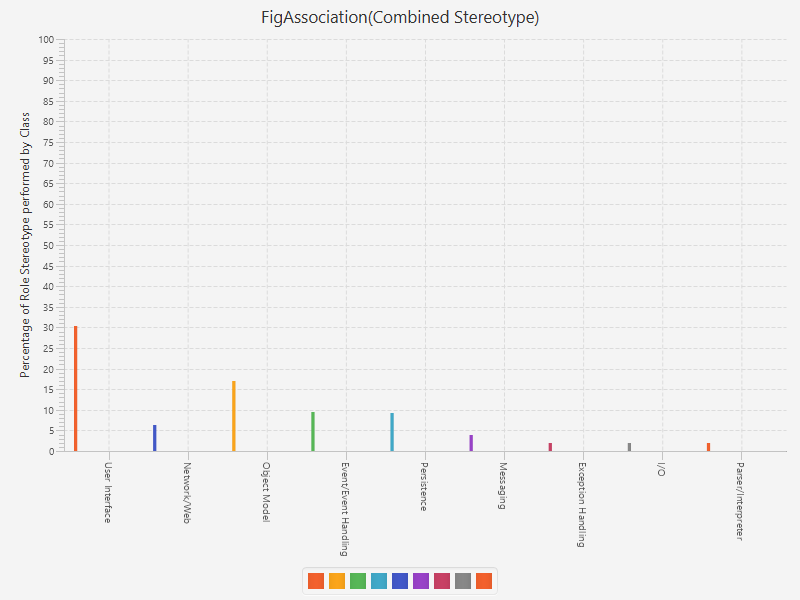 FigAssociation(Combined Stereotype)
Percentage of Role Stereotype performed by Class
100
95
90
85
80
75
70
65
60
55
50
45
40
35
30
25
20
15
10
5
0
User Interface
Network/Web
Object Model
Event/Event Handling
Persistence
Messaging
Exception Handling
I/O
Parser/Interpreter